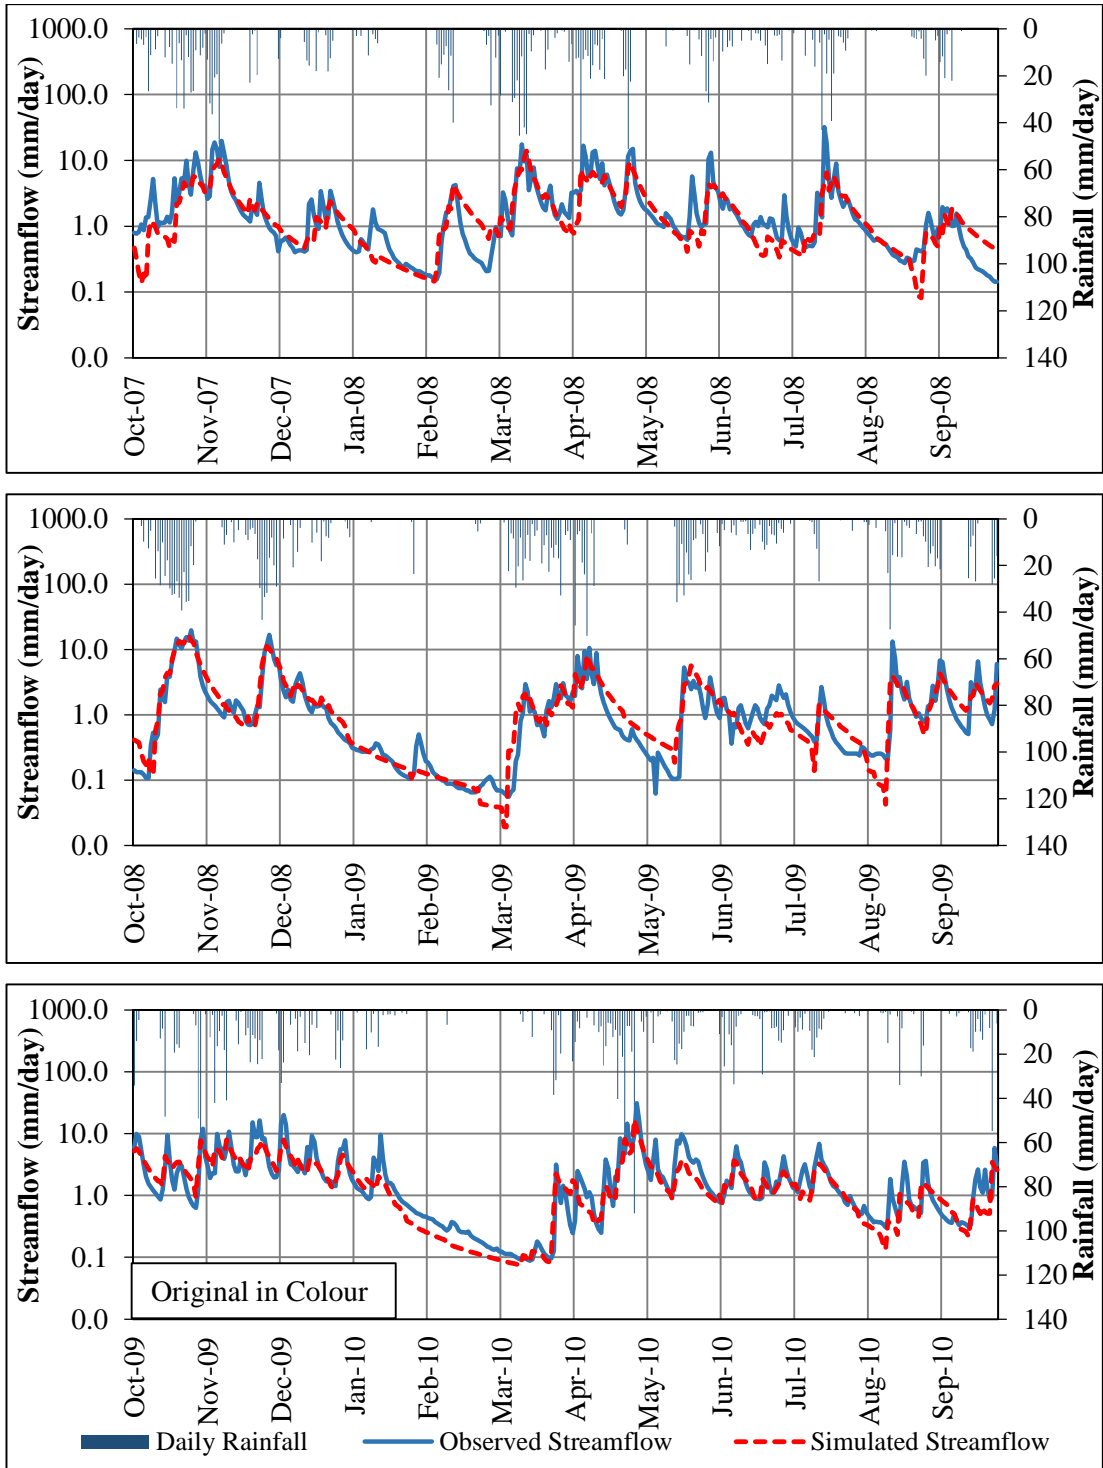 1000.0
100.0
10.0
1.0
0.1
0.0
Streamflow (mm/day)
0
20
40
60
80
100
120
140
Rainfall (mm/day)
Oct-07
Nov-07
Dec-07
Jan-08
Feb-08
Mar-08
Apr-08
May-08
Jun-08
Jul-08
Aug-08
Sep-08
1000.0
100.0
10.0
1.0
0.1
0.0
Streamflow (mm/day)
0
20
40
60
80
100
120
140
Rainfall (mm/day)
Oct-08
Nov-08
Dec-08
Jan-09
Feb-09
Mar-09
Apr-09
May-09
Jun-09
Jul-09
Aug-09
Sep-09
1000.0
100.0
10.0
1.0
0.1
0.0
Streamflow (mm/day)
0
20
40
60
80
100
120
140
Rainfall (mm/day)
Original in Colour
Oct-09
Nov-09
Dec-09
Jan-10
Feb-10
Mar-10
Apr-10
May-10
Jun-10
Jul-10
Aug-10
Sep-10
Daily Rainfall
Observed Streamflow
Simulated Streamflow